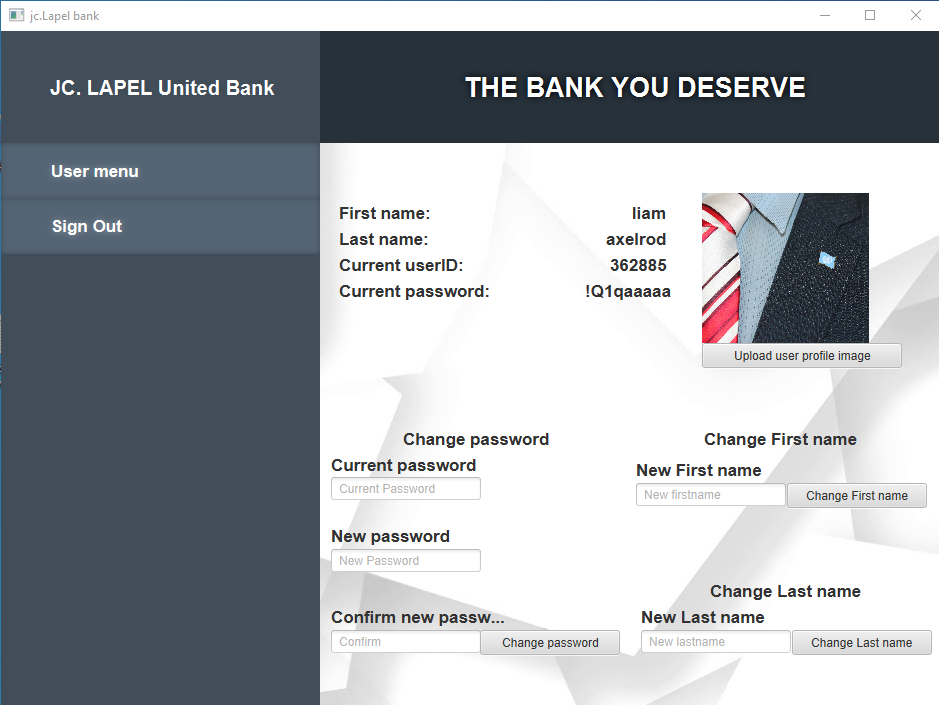 jc.Lapel bank
JC. LAPEL United Bank
THE BANK YOU DESERVE
User menu
Sign Out
First name: liam
Last name: axelrod
Current userID: 362885
Current password: !Q1qaaaaa
Upload user profile image
Change password
Current password
Current Password
New password
New Password
Confirm new passw...
Confirm
Change password
Change First name
New First name
New firstname
Change First name
Change Last name
New Last name
New lastname
Change Last name